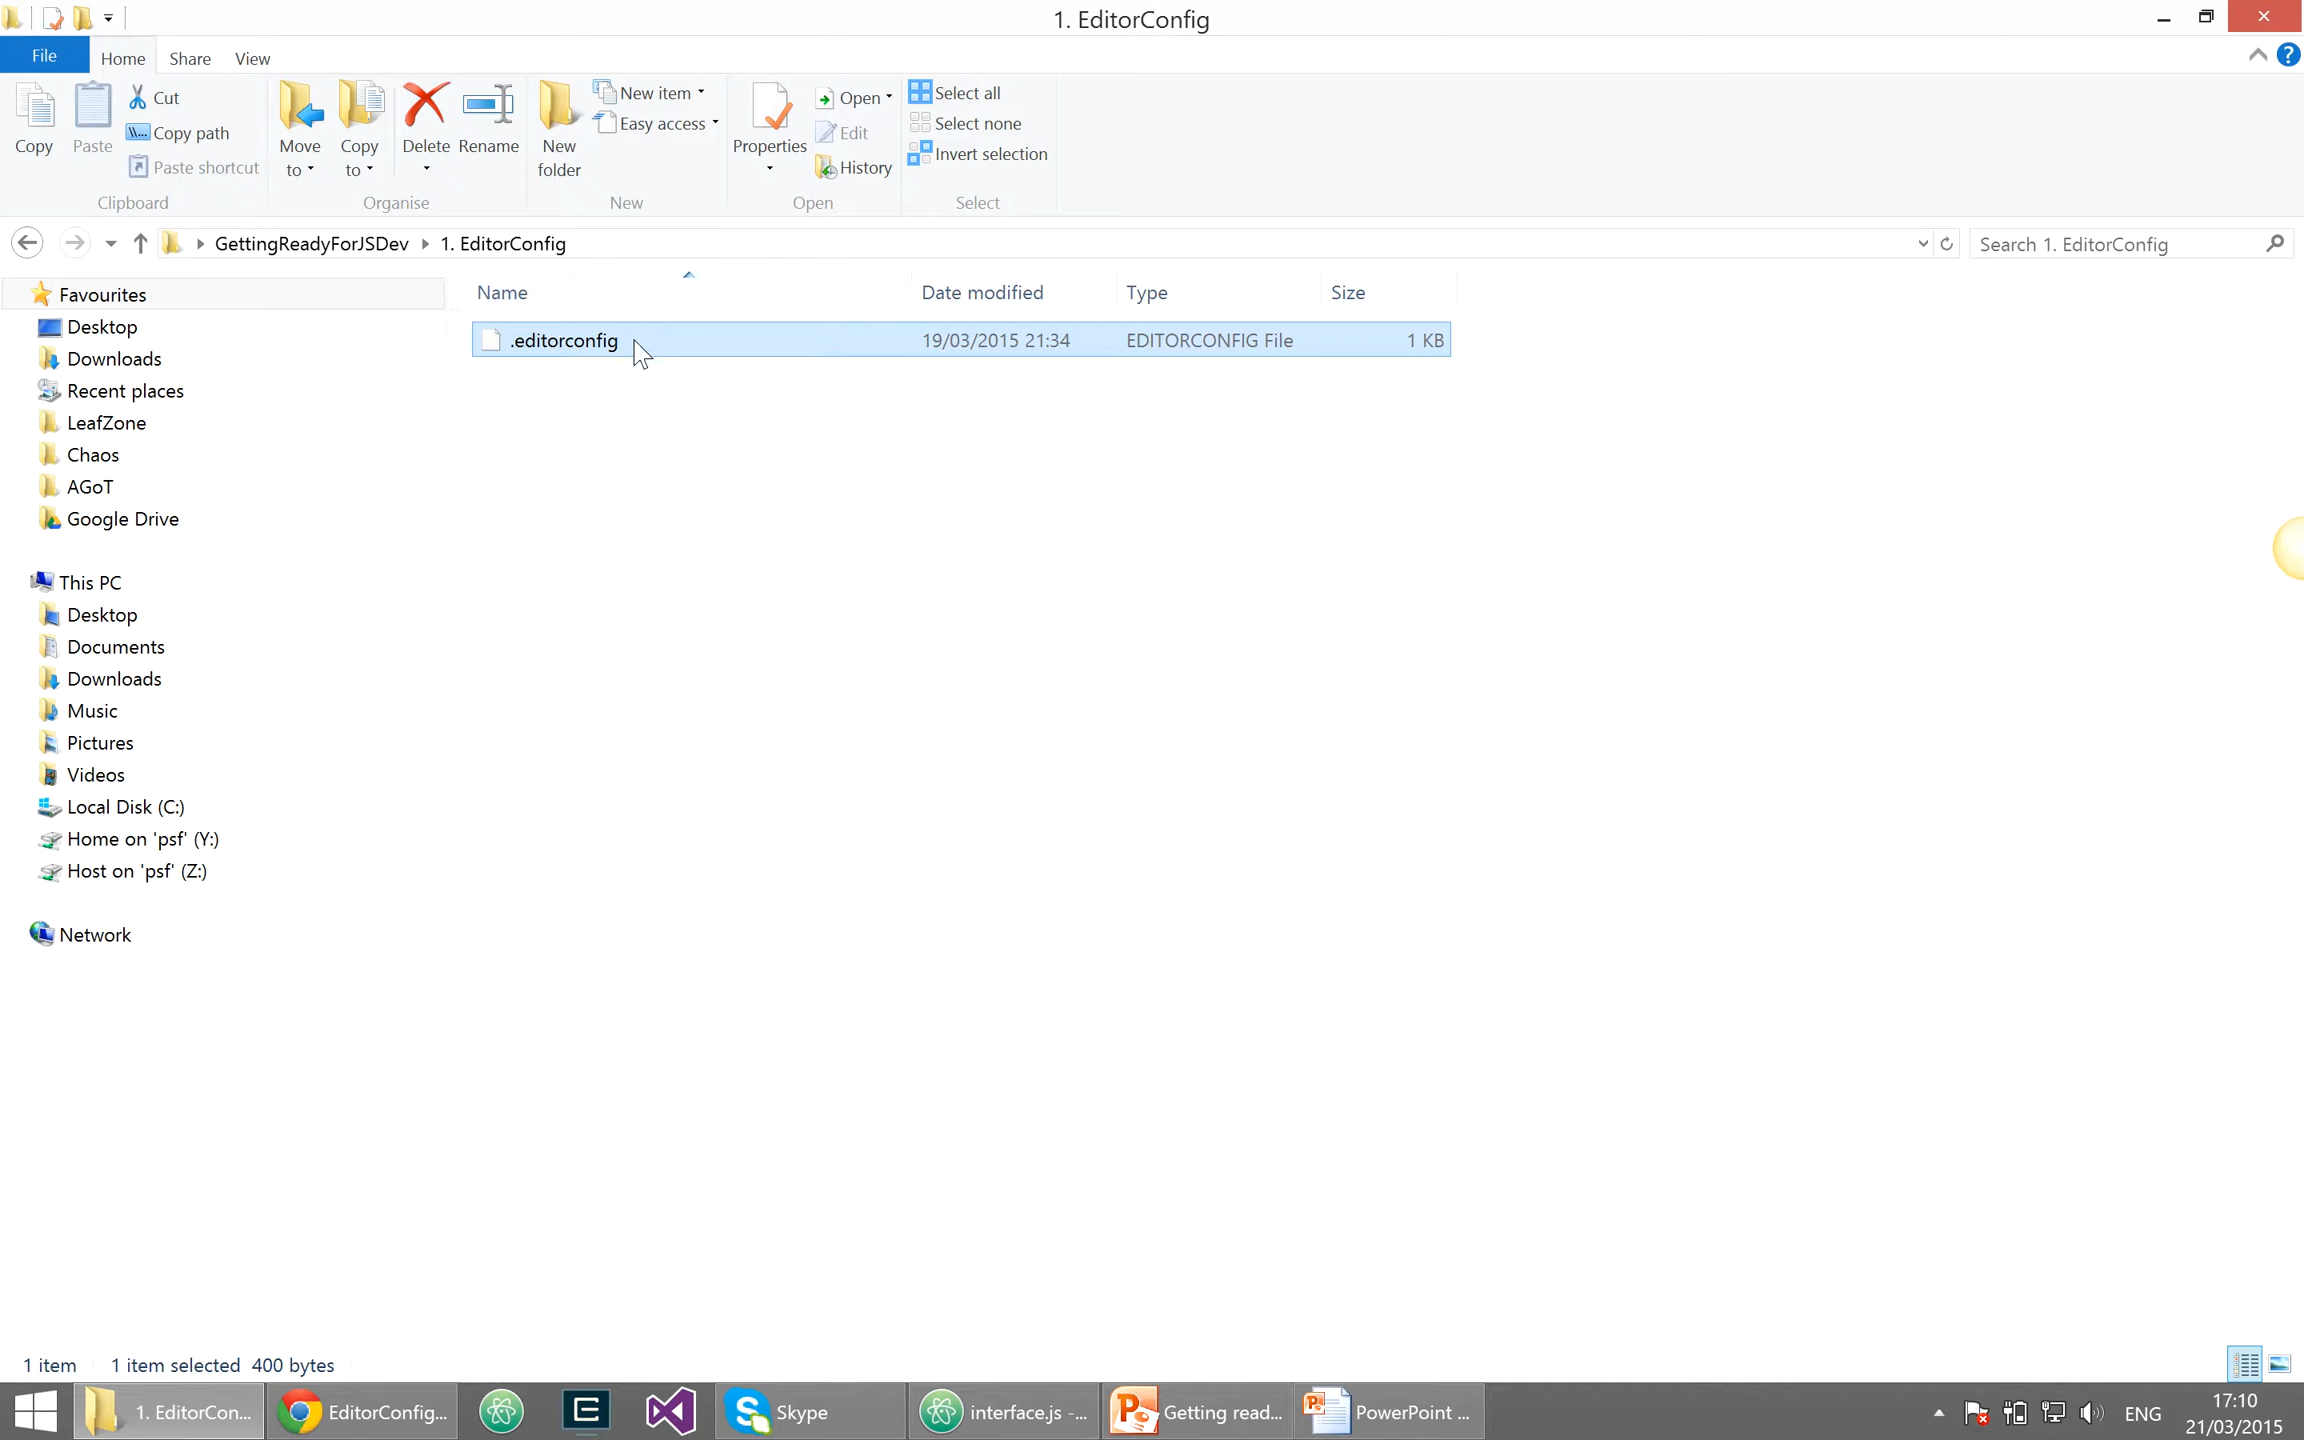 1. EditorConfig
File Home Share View
Copy
Paste
Cut
Copy path
Paste shortcut
Clipboard
Move to
Copy to
Delete
Rename
Organise
New folder
New item
Easy access
New
Properties
Open
Edit
History
Open
Select all
Select none
Invert selection
Select
GettingReadyForJSDev 1. EditorConfig
Search 1. EditorConfig
Name Date modified Type Size
.editorconfig 19/03/2015 21:34 EDITORCONFIG File 1 KB
Favourites
Desktop
Downloads
Recent places
LeafZone
Chaos
AGoT
Google Drive
This PC
Desktop
Documents
Downloads
Music
Pictures
Videos
Local Disk (C:)
Home on 'psf' (Y:)
Host on 'psf' (Z:)
Network
1 item 1 item selected 400 bytes
1. EditorCon...
EditorConfig...
Skype
interface.js -...
Getting read...
PowerPoint ...
ENG
17:10
21/03/2015